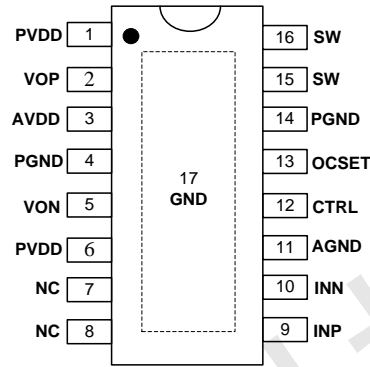 PVDD 1 16 SW
VOP 2 15 SW
AVDD 3 14 PGND
PGND 4 13 OCSET
VON 5 12 CTRL
PVDD 6 11 AGND
NC 7 10 INN
NC 8 9 INP
17
GND